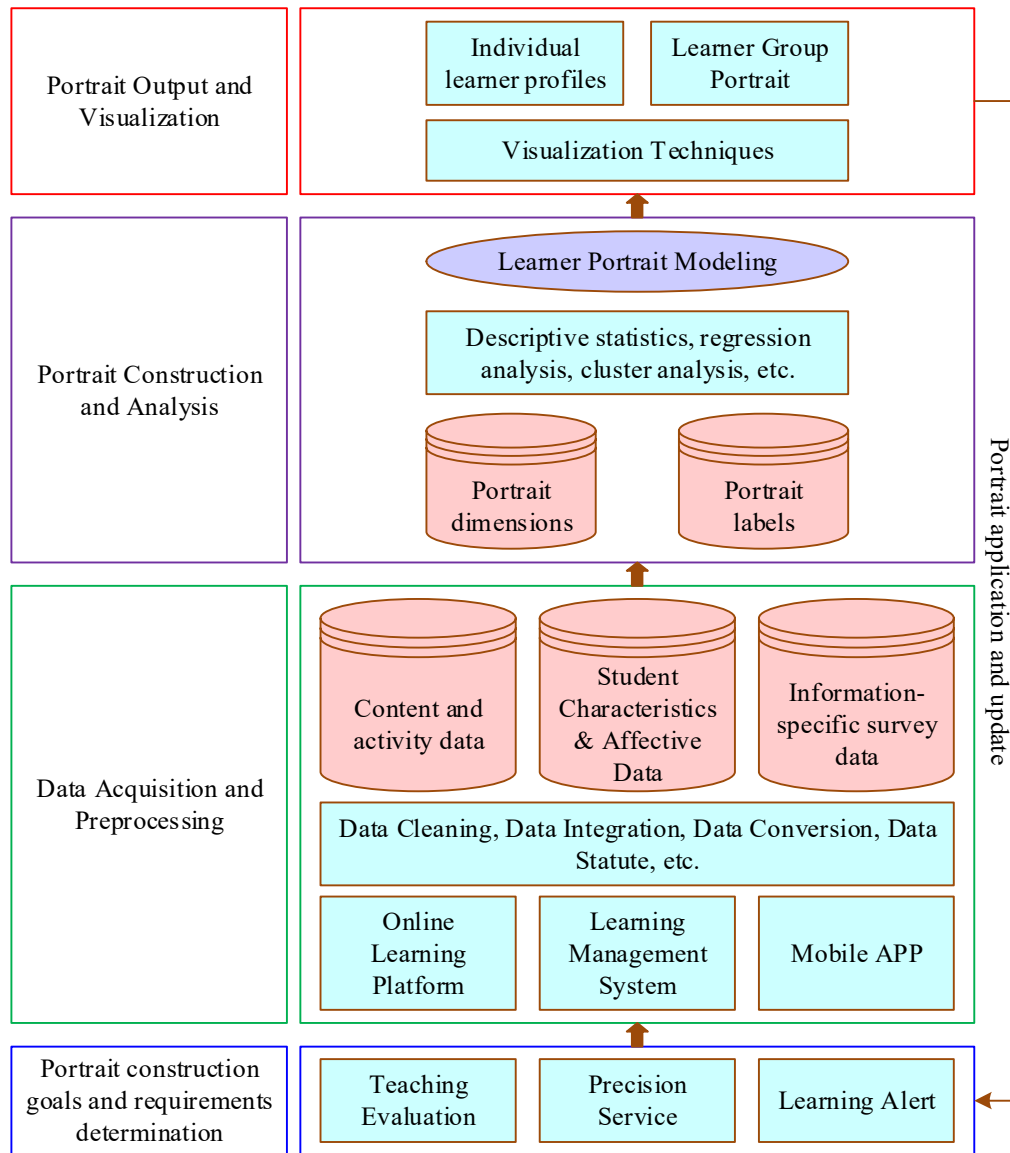 Portrait Output and
Visualization
Individual
learner profiles
Learner Group
Portrait
Visualization Techniques
Portrait Construction
and Analysis
Learner Portrait Modeling
Descriptive statistics, regression
analysis, cluster analysis, etc.
Portrait
dimensions
Portrait
labels
Data Acquisition and
Preprocessing
Content and
activity data
Student
Characteristics
& Affective
Data
Information-
specific survey
data
Data Cleaning, Data Integration, Data Conversion, Data
Statute, etc.
Online
Learning
Platform
Learning
Management
System
Mobile APP
Portrait construction
goals and requirements
determination
Teaching
Evaluation
Precision
Service
Learning Alert
Portrait application and update